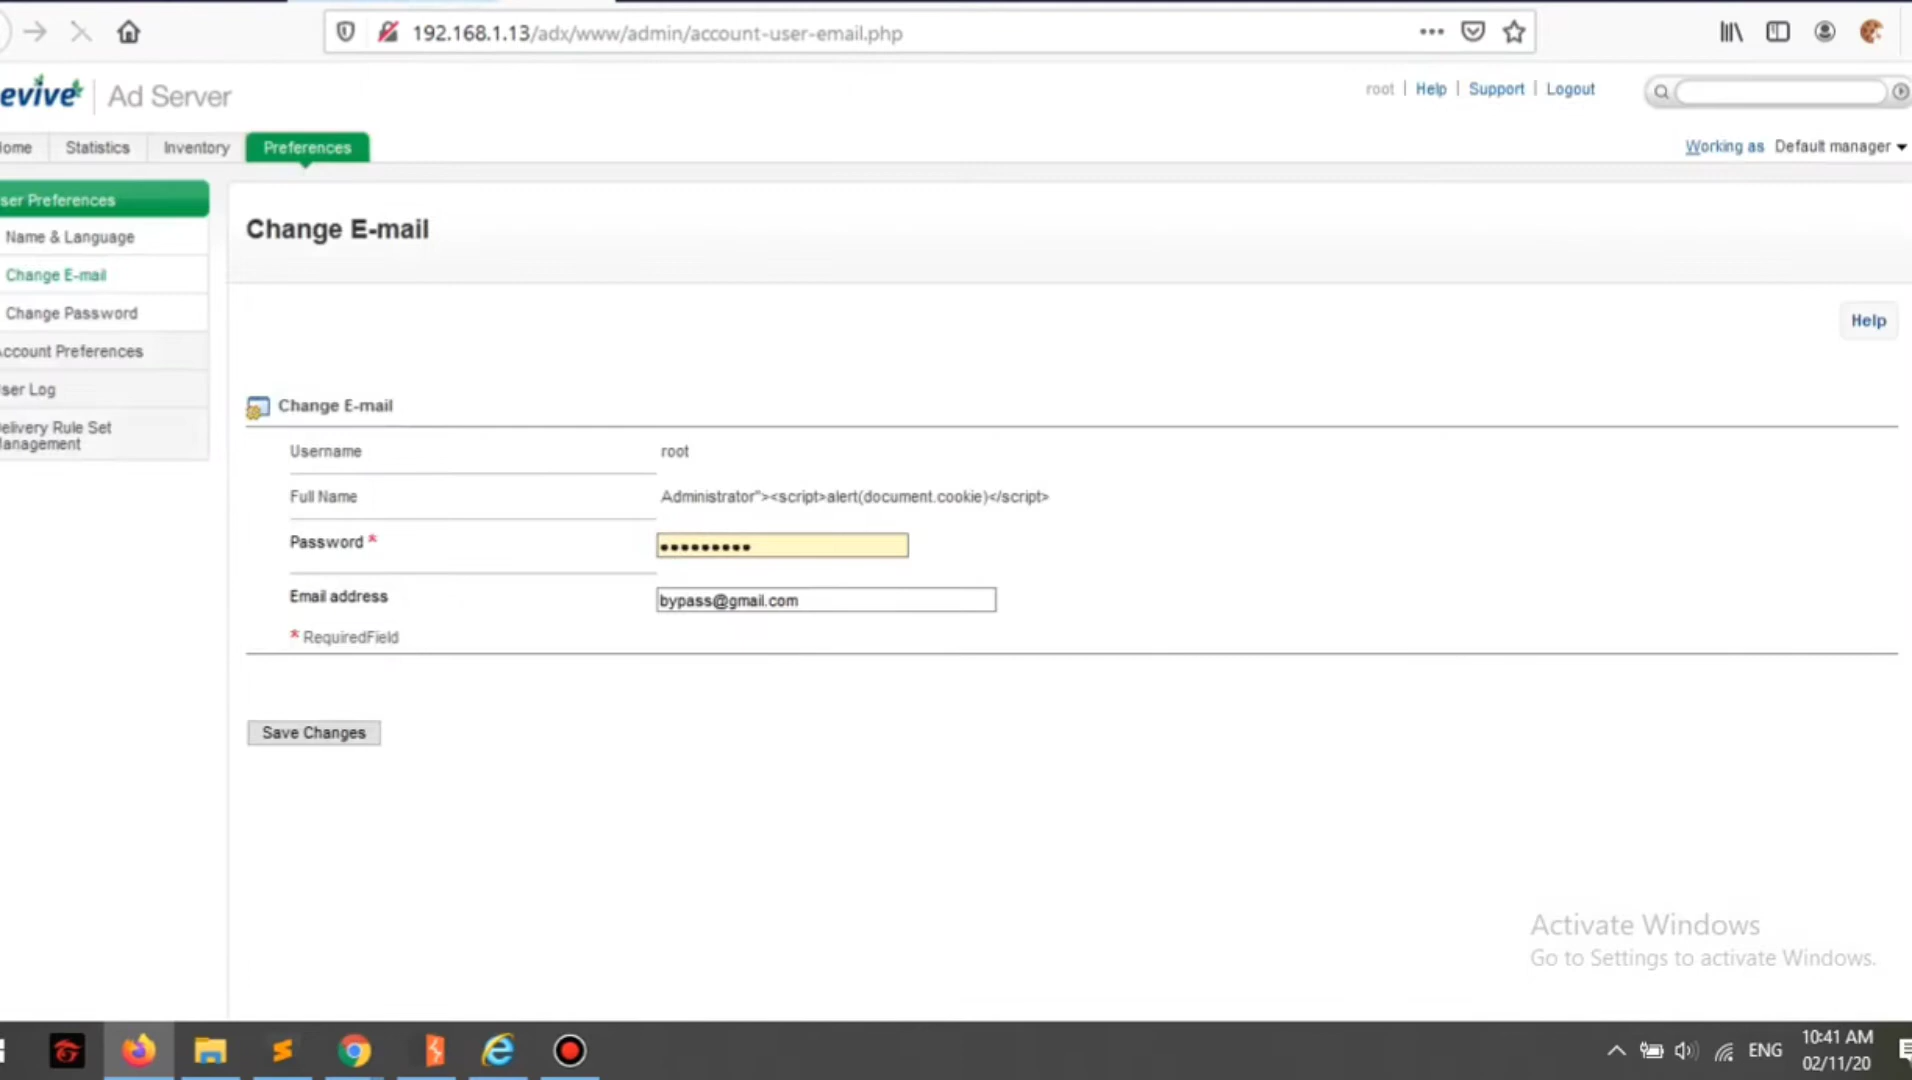 192.168.1.13/adx/www/admin/account-user-email.php
evive | Ad Server
root | Help | Support | Logout
ome Statistics Inventory Preferences
Working as Default manager
ser Preferences
Name & Language
Change E-mail
Change Password
ccount Preferences
ser Log
elivery Rule Set
anagement
Change E-mail
Help
Change E-mail
Username root
Full Name Administrator"><script>alert(document.cookie)</script>
Password * •••••••••
Email address bypass@gmail.com
* RequiredField
Save Changes
Activate Windows
Go to Settings to activate Windows.
ENG
10:41 AM
02/11/20